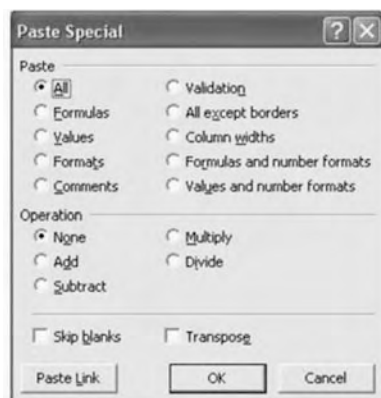 Paste Special
Paste
All
Validation
Formulas
All except borders
Values
Column widths
Formats
Formulas and number formats
Comments
Values and number formats
Operation
None
Multiply
Add
Divide
Subtract
Skip blanks
Transpose
Paste Link
OK
Cancel